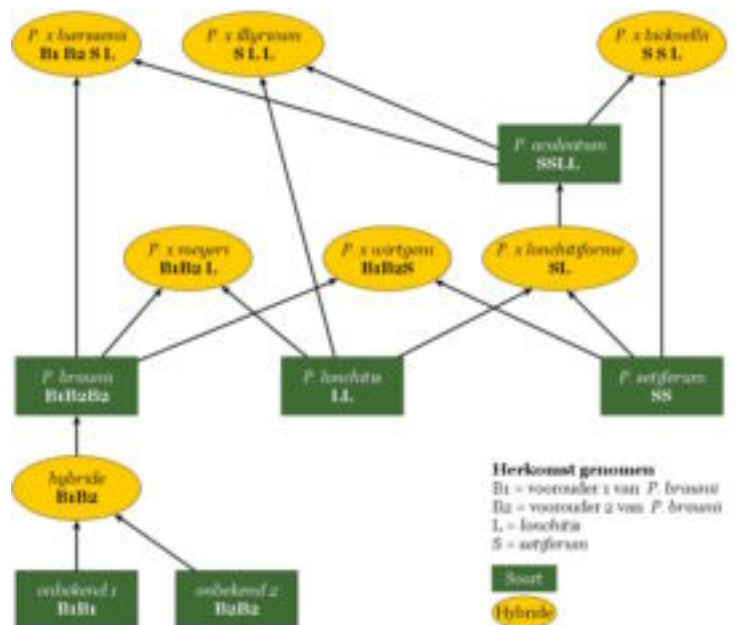 P. x luerssenii
B1 B2 S L
P. x illyricum
S L L
P. x bicknellii
S S L
P. aculeatum
SSLL
P. x meyeri
B1B2 L
P. x wirtgenii
B1B2S
P. x lonchitiforme
SL
P. braunii
B1B2B2
P. lonchitis
LL
P. setiferum
SS
hybride
B1B2
onbekend 1
B1B1
onbekend 2
B2B2
Herkomst genomen
B1 = voorouder 1 van P. braunii
B2 = voorouder 2 van P. braunii
L = lonchitis
S = setiferum
Soort
Hybride